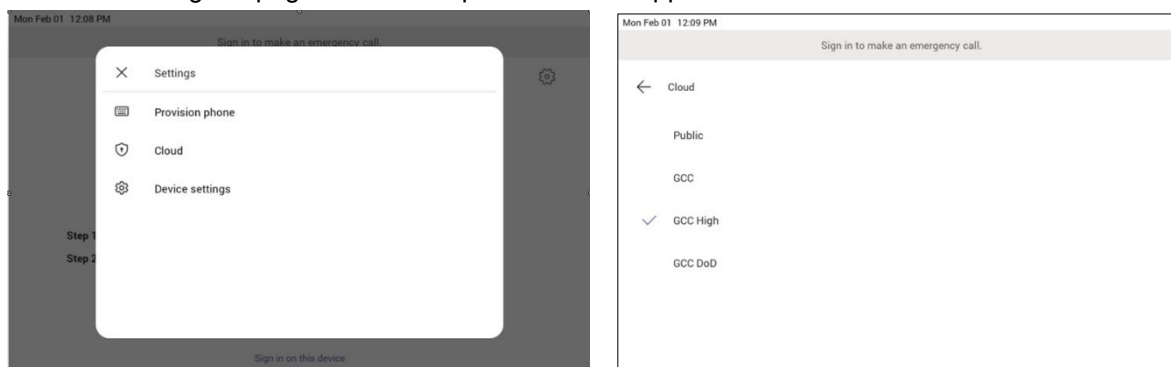 Mon Feb 01 12:08 PM
Sign in to make an emergency call.
Settings
Provision phone
Cloud
Device settings
Step 1
Step 2
Sign in on this device
Mon Feb 01 12:09 PM
Sign in to make an emergency call.
Cloud
Public
GCC
GCC High
GCC DoD